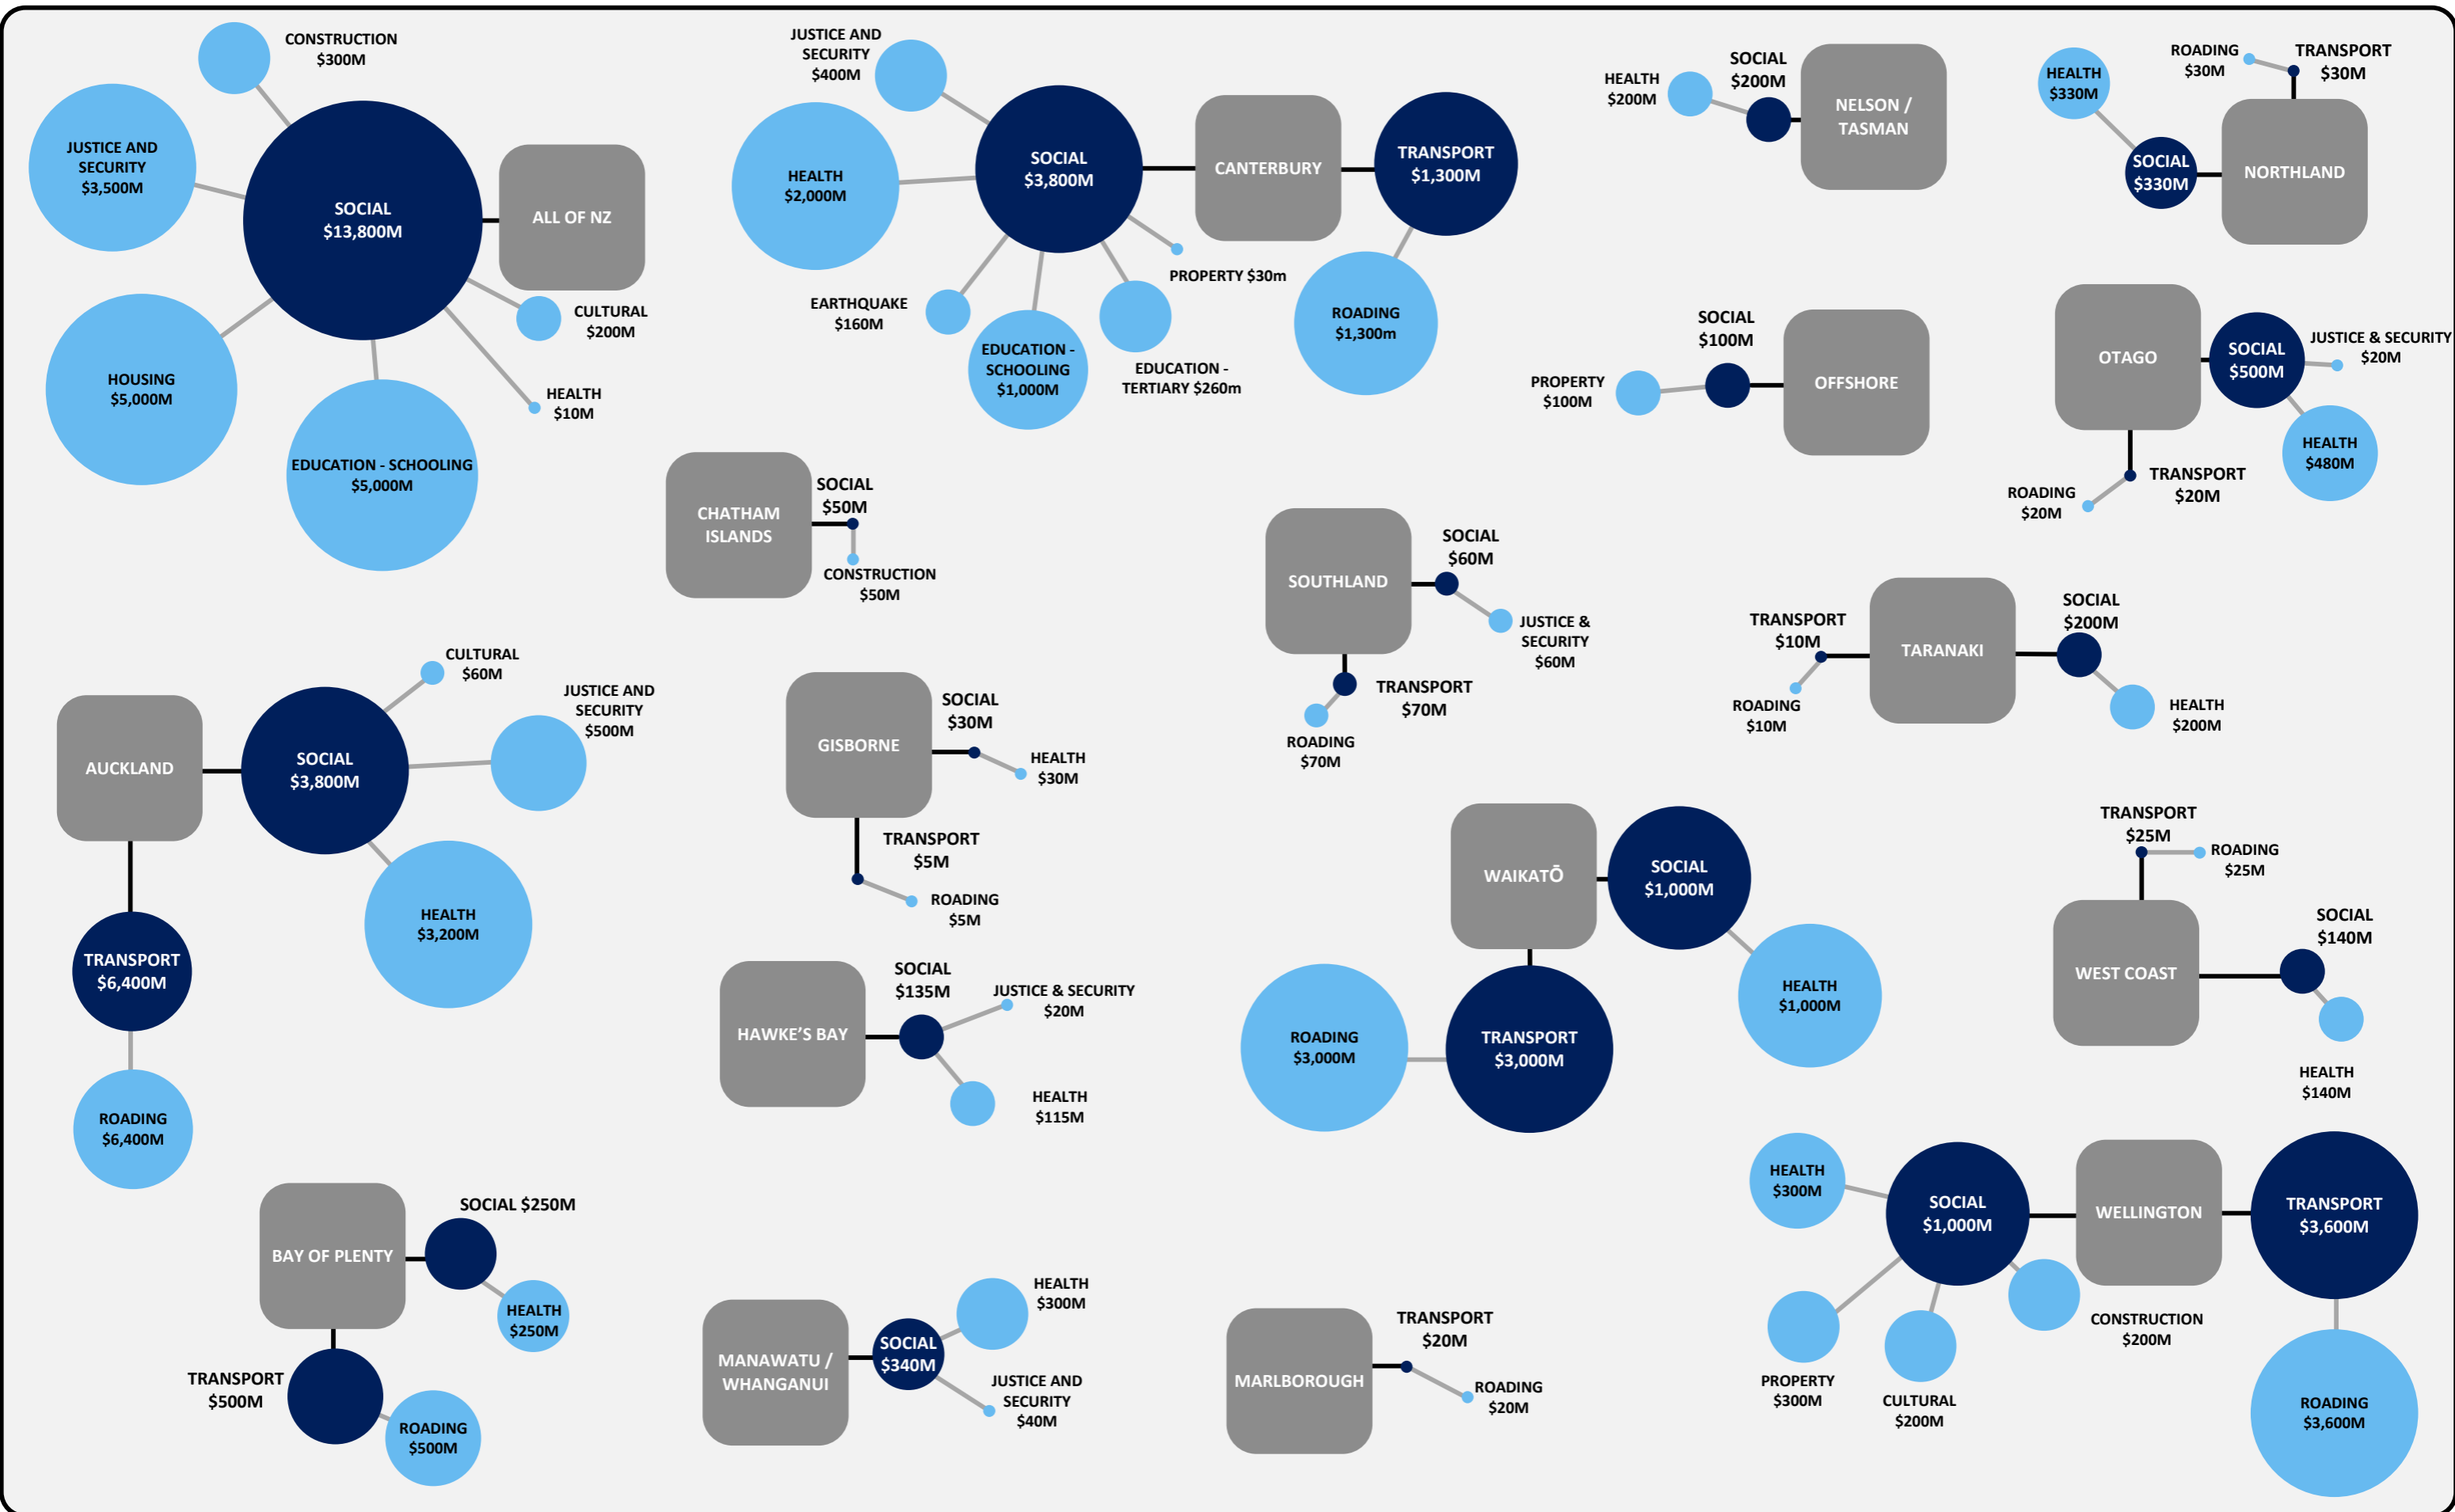 CONSTRUCTION
$300M
JUSTICE AND
SECURITY
$3,500M
SOCIAL
$13,800M
ALL OF NZ
HOUSING
$5,000M
EDUCATION - SCHOOLING
$5,000M
CULTURAL
$200M
HEALTH
$10M
JUSTICE AND
SECURITY
$400M
HEALTH
$2,000M
SOCIAL
$3,800M
CANTERBURY
TRANSPORT
$1,300M
PROPERTY $30m
EARTHQUAKE
$160M
EDUCATION -
SCHOOLING
$1,000M
EDUCATION -
TERTIARY $260m
ROADING
$1,300m
SOCIAL
$200M
HEALTH
$200M
NELSON /
TASMAN
ROADING
$30M
TRANSPORT
$30M
HEALTH
$330M
SOCIAL
$330M
NORTHLAND
SOCIAL
$100M
PROPERTY
$100M
OFFSHORE
OTAGO
SOCIAL
$500M
JUSTICE & SECURITY
$20M
HEALTH
$480M
TRANSPORT
$20M
ROADING
$20M
CHATHAM
ISLANDS
SOCIAL
$50M
CONSTRUCTION
$50M
SOUTHLAND
SOCIAL
$60M
JUSTICE &
SECURITY
$60M
TRANSPORT
$70M
ROADING
$70M
TRANSPORT
$10M
ROADING
$10M
TARANAKI
SOCIAL
$200M
HEALTH
$200M
AUCKLAND
SOCIAL
$3,800M
CULTURAL
$60M
JUSTICE AND
SECURITY
$500M
HEALTH
$3,200M
TRANSPORT
$6,400M
ROADING
$6,400M
GISBORNE
SOCIAL
$30M
HEALTH
$30M
TRANSPORT
$5M
ROADING
$5M
WAIKATŌ
SOCIAL
$1,000M
HEALTH
$1,000M
TRANSPORT
$3,000M
ROADING
$3,000M
TRANSPORT
$25M
ROADING
$25M
WEST COAST
SOCIAL
$140M
HEALTH
$140M
HAWKE’S BAY
SOCIAL
$135M
JUSTICE & SECURITY
$20M
HEALTH
$115M
BAY OF PLENTY
SOCIAL $250M
HEALTH
$250M
TRANSPORT
$500M
ROADING
$500M
MANAWATU /
WHANGANUI
SOCIAL
$340M
HEALTH
$300M
JUSTICE AND
SECURITY
$40M
MARLBOROUGH
TRANSPORT
$20M
ROADING
$20M
HEALTH
$300M
SOCIAL
$1,000M
WELLINGTON
TRANSPORT
$3,600M
PROPERTY
$300M
CULTURAL
$200M
CONSTRUCTION
$200M
ROADING
$3,600M